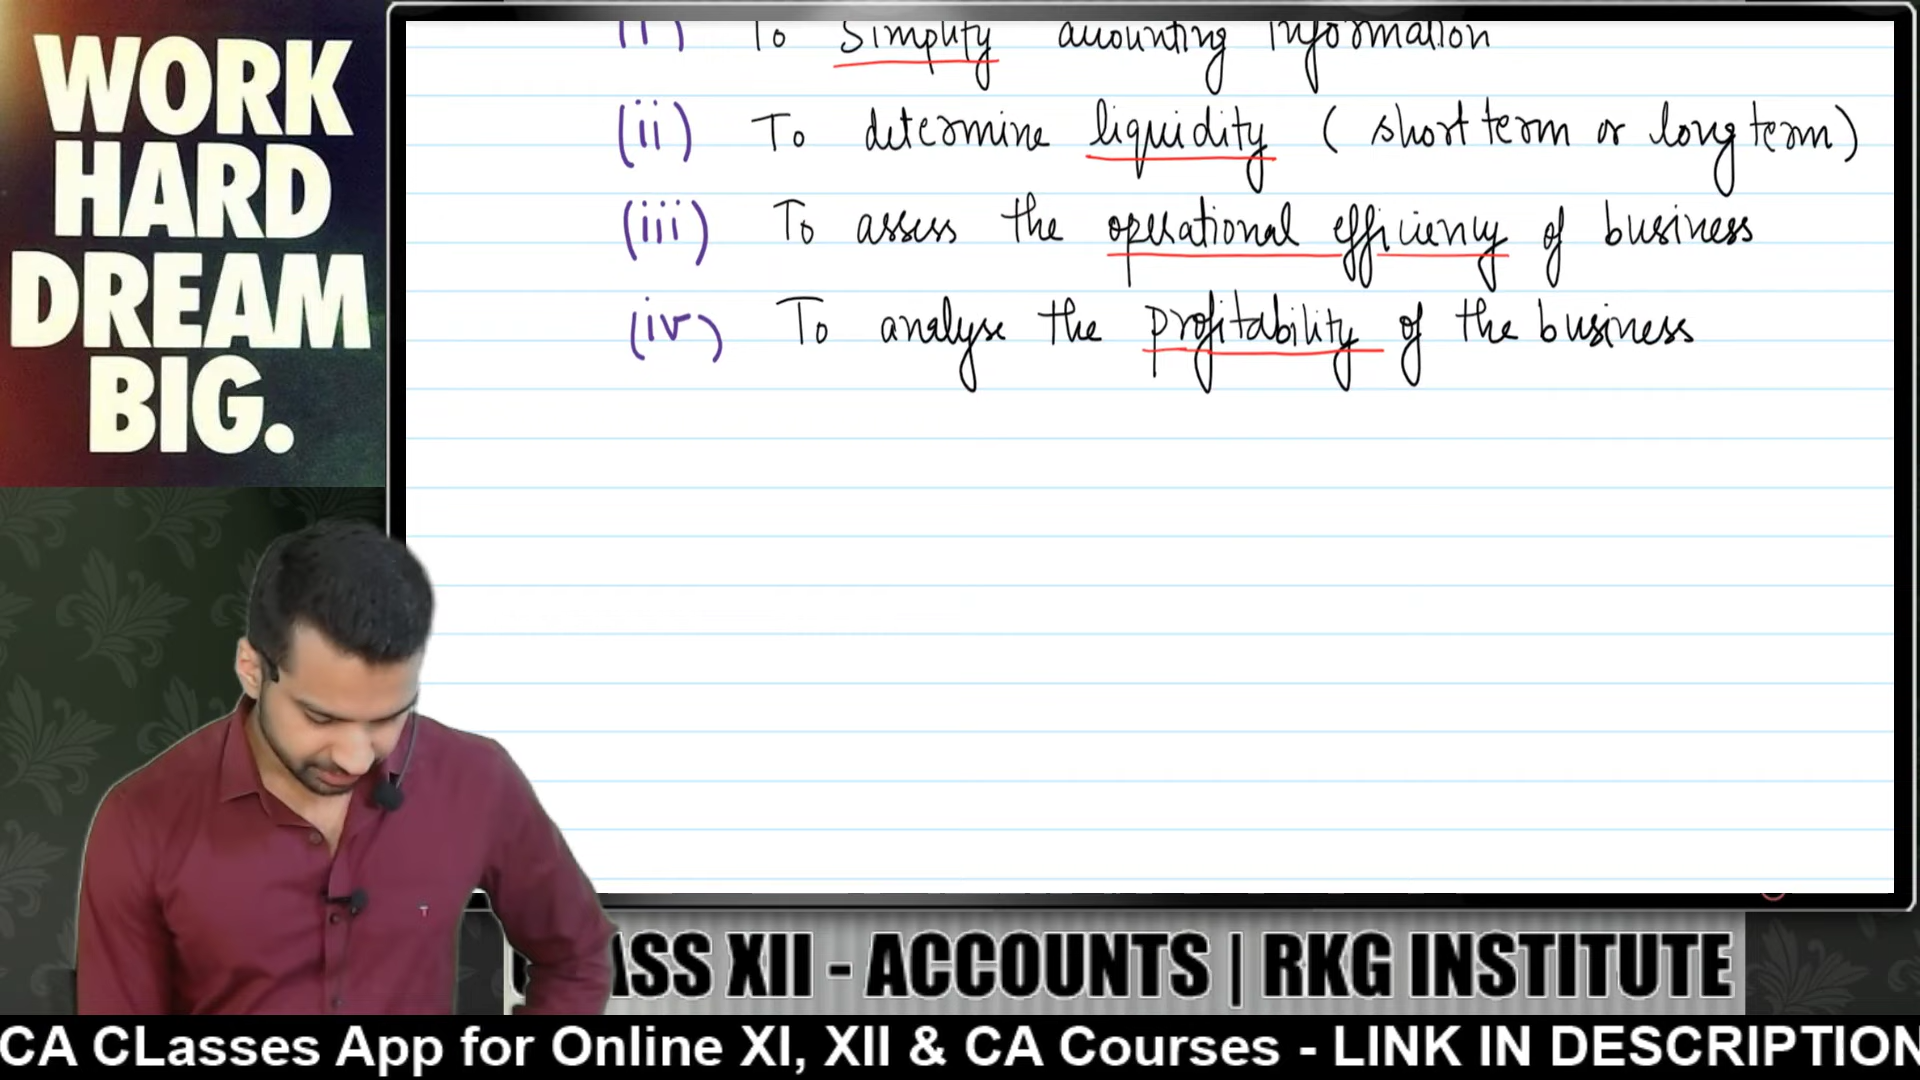 WORK
HARD
DREAM
BIG.
(i) To Simplify accounting information
(ii) To determine liquidity ( short term or long term )
(iii) To assess the operational efficiency of business
(iv) To analyse the profitability of the business
ASS XII - ACCOUNTS | RKG INSTITUTE
CA CLasses App for Online XI, XII & CA Courses - LINK IN DESCRIPTION